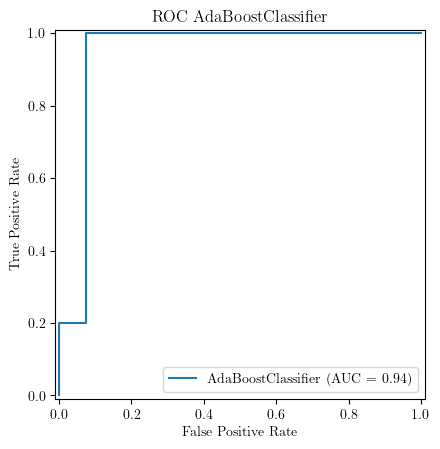 ROC AdaBoostClassifier
1.0
0.8
0.6
0.4
0.2
0.0
True Positive Rate
AdaBoostClassifier (AUC = 0.94)
0.0 0.2 0.4 0.6 0.8 1.0
False Positive Rate